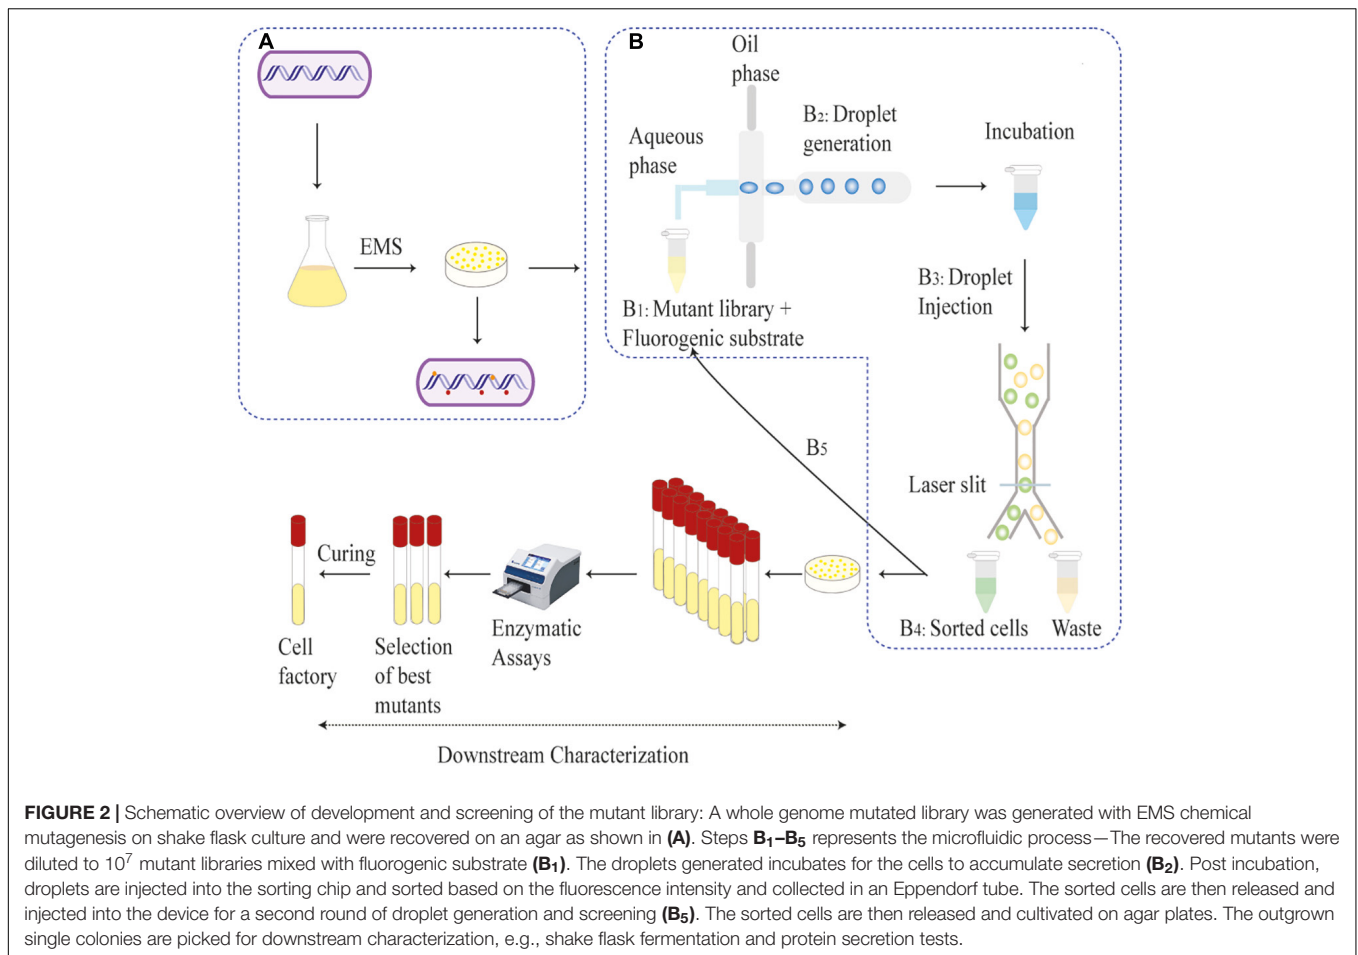 A
B
Oil
phase
Aqueous
phase
B2: Droplet
generation
Incubation
EMS
B1: Mutant library +
Fluorogenic substrate
B3: Droplet
Injection
B5
Laser slit
B4: Sorted cells
Waste
Curing
Cell
factory
Selection
of best
mutants
Enzymatic
Assays
Downstream Characterization
FIGURE 2 | Schematic overview of development and screening of the mutant library: A whole genome mutated library was generated with EMS chemical
mutagenesis on shake flask culture and were recovered on an agar as shown in (A). Steps B1–B5 represents the microfluidic process—The recovered mutants were
diluted to 10⁷ mutant libraries mixed with fluorogenic substrate (B1). The droplets generated incubates for the cells to accumulate secretion (B2). Post incubation,
droplets are injected into the sorting chip and sorted based on the fluorescence intensity and collected in an Eppendorf tube. The sorted cells are then released and
injected into the device for a second round of droplet generation and screening (B5). The sorted cells are then released and cultivated on agar plates. The outgrown
single colonies are picked for downstream characterization, e.g., shake flask fermentation and protein secretion tests.